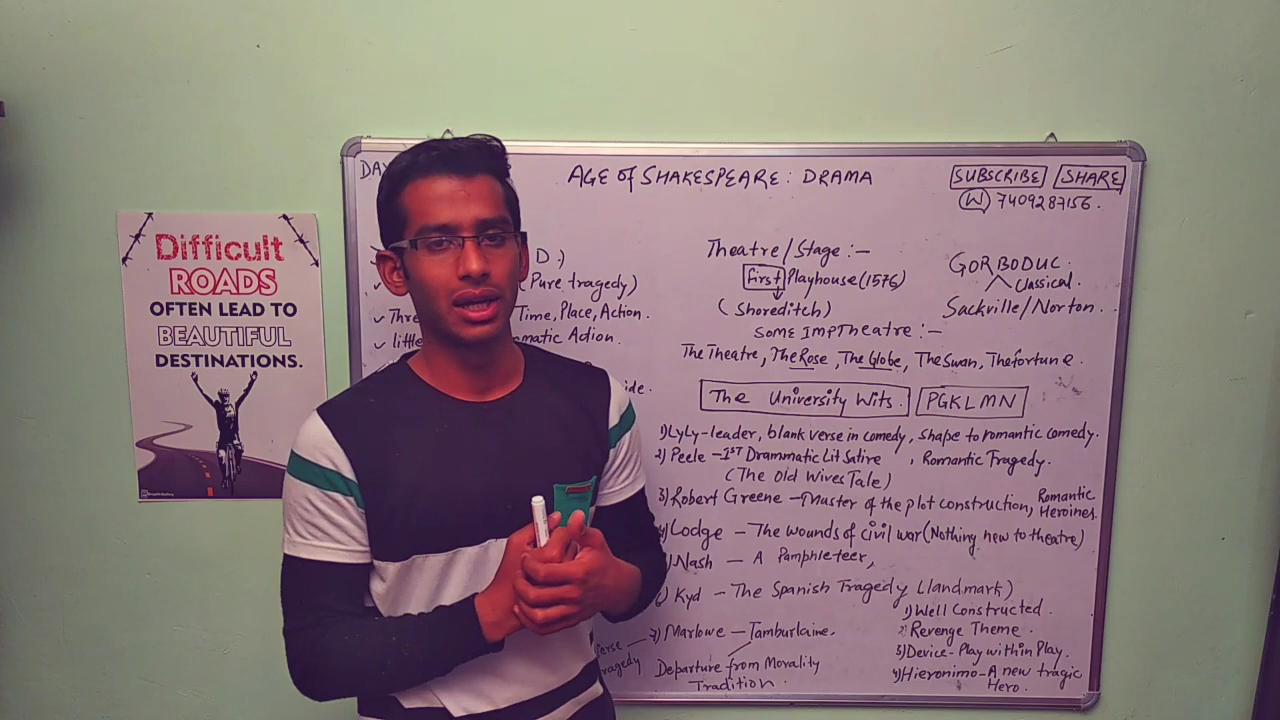 Difficult
ROADS
OFTEN LEAD TO
BEAUTIFUL
DESTINATIONS.
DAY
AGE OF SHAKESPEARE: DRAMA
SUBSCRIBE SHARE
(W) 7409287156.
D.)
(Pure tragedy)
Time, Place, Action.
Theatre/Stage:-
first Playhouse (1576)
(Shoreditch)
Some Imp Theatre:-
The Theatre, The Rose, The Globe, The Swan, The fortune.
GORBODUC.
Classical.
Sackville/Norton.
The University Wits. PGKLMN
1) LyLy-leader, blank verse in comedy, shape to romantic comedy.
2) Peele -1ST Drammatic Lit Satire, Romantic Tragedy.
(The Old Wives Tale)
3) Robert Greene -Master of the plot construction, Romantic Heroines.
Lodge - The wounds of civil war (Nothing new to theatre)
Nash - A Pamphleteer,
Kyd - The Spanish Tragedy (landmark)
1) Well Constructed.
2) Revenge Theme.
3) Device-Play within Play.
4) Hieronimo-A new tragic
Hero.
7) Marlowe - Tamburlaine.
Departure from Morality
Tradition.